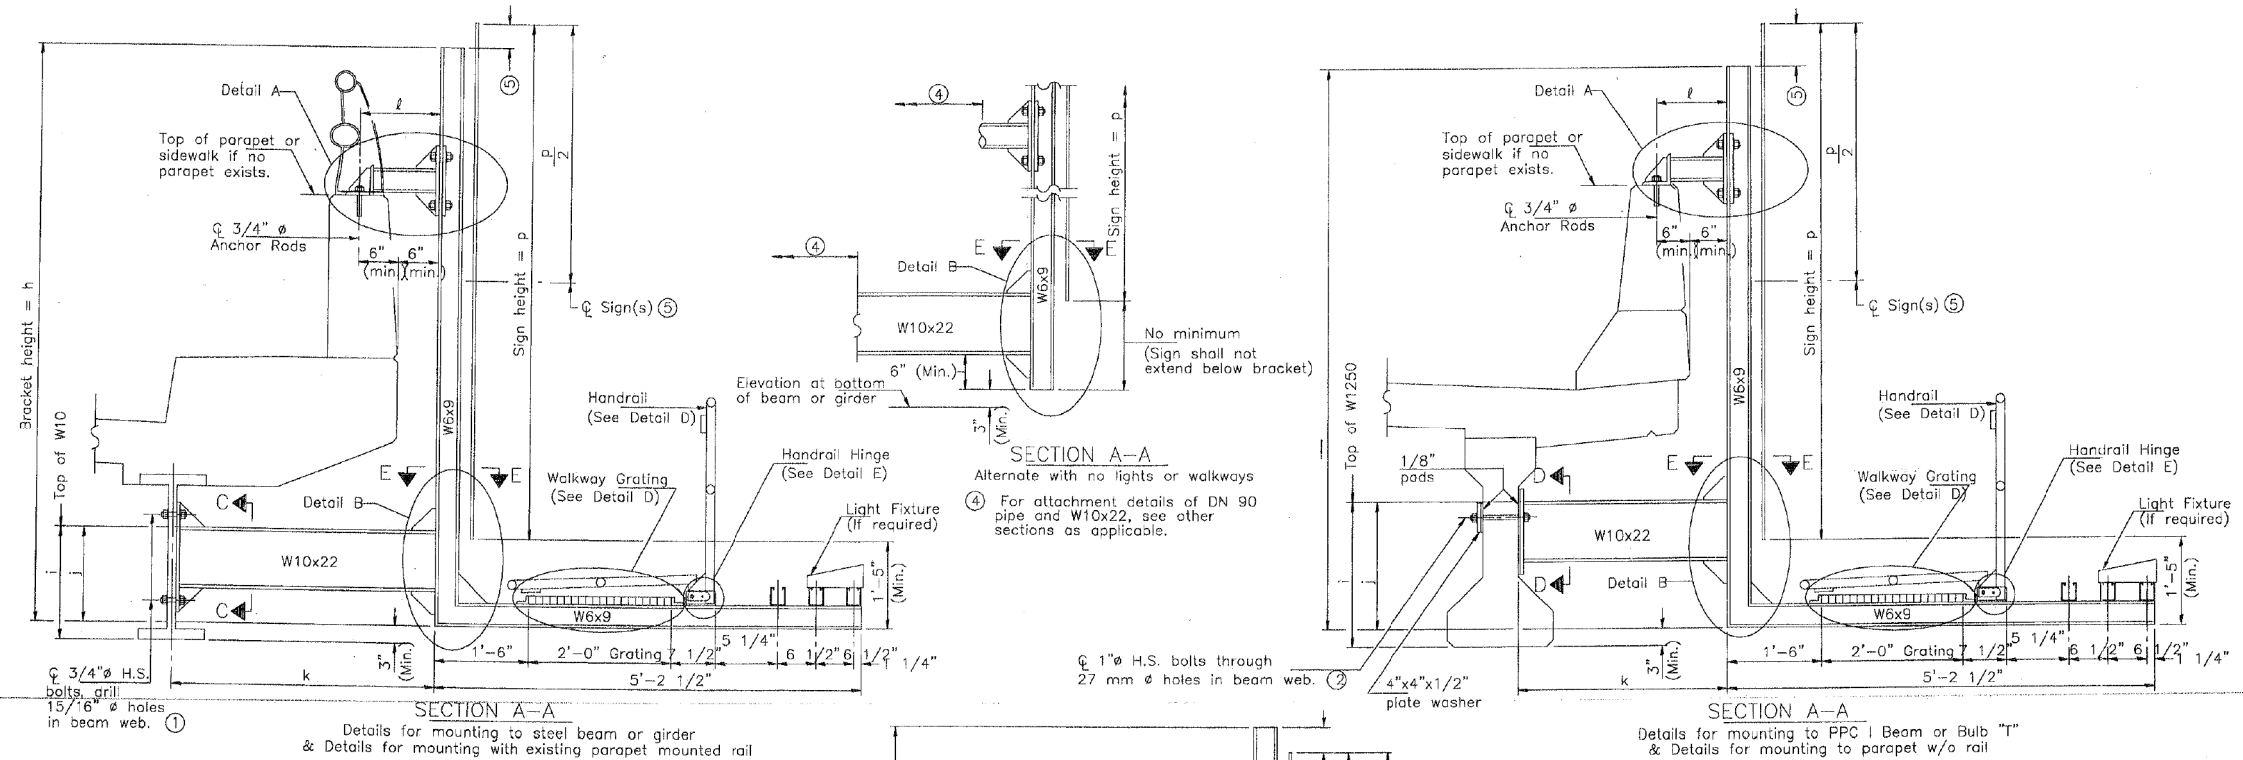 Detail A
Top of parapet or
sidewalk if no
parapet exists.
℄ 3/4" ø
Anchor Rods
6" 6"
(min.)(min.)
ℓ
⑤
p/2
℄ Sign(s) ⑤
Sign height = p
Bracket height = h
Top of W10
W6x9
E E
C
C
Detail B
W10x22
Walkway Grating
(See Detail D)
Handrail
(See Detail D)
Handrail Hinge
(See Detail E)
Light Fixture
(If required)
W6x9
1'-5"
(Min.)
3"
(Min.)
1'-6" 2'-0" Grating 7 1/2" 5 1/4" 6 1/2" 6 1/2" 1 1/4"
k
5'-2 1/2"
℄ 3/4"ø H.S.
bolts, drill
15/16" ø holes
in beam web. ①
SECTION A-A
Details for mounting to steel beam or girder
& Details for mounting with existing parapet mounted rail
④
Sign height = p
④
E E
Detail B
W6x9
W10x22
6" (Min.)
No minimum
(Sign shall not
extend below bracket)
Elevation at bottom
of beam or girder
3"
(Min.)
SECTION A-A
Alternate with no lights or walkways
④ For attachment details of DN 90
pipe and W10x22, see other
sections as applicable.
Detail A
Top of parapet or
sidewalk if no
parapet exists.
℄ 3/4" ø
Anchor Rods
6" 6"
(min.)(min.)
ℓ
⑤
p/2
℄ Sign(s) ⑤
Sign height = p
Top of W1250
W6x9
1/8"
pads
E E
D
D
W10x22
Detail B
Walkway Grating
(See Detail D)
Handrail
(See Detail D)
Handrail Hinge
(See Detail E)
Light Fixture
(If required)
W6x9
1'-5"
(Min.)
3"
(Min.)
1'-6" 2'-0" Grating 7 1/2" 5 1/4" 6 1/2" 6 1/2" 1 1/4"
k
5'-2 1/2"
℄ 1"ø H.S. bolts through
27 mm ø holes in beam web. ②
4"x4"x1/2"
plate washer
SECTION A-A
Details for mounting to PPC I Beam or Bulb "T"
& Details for mounting to parapet w/o rail